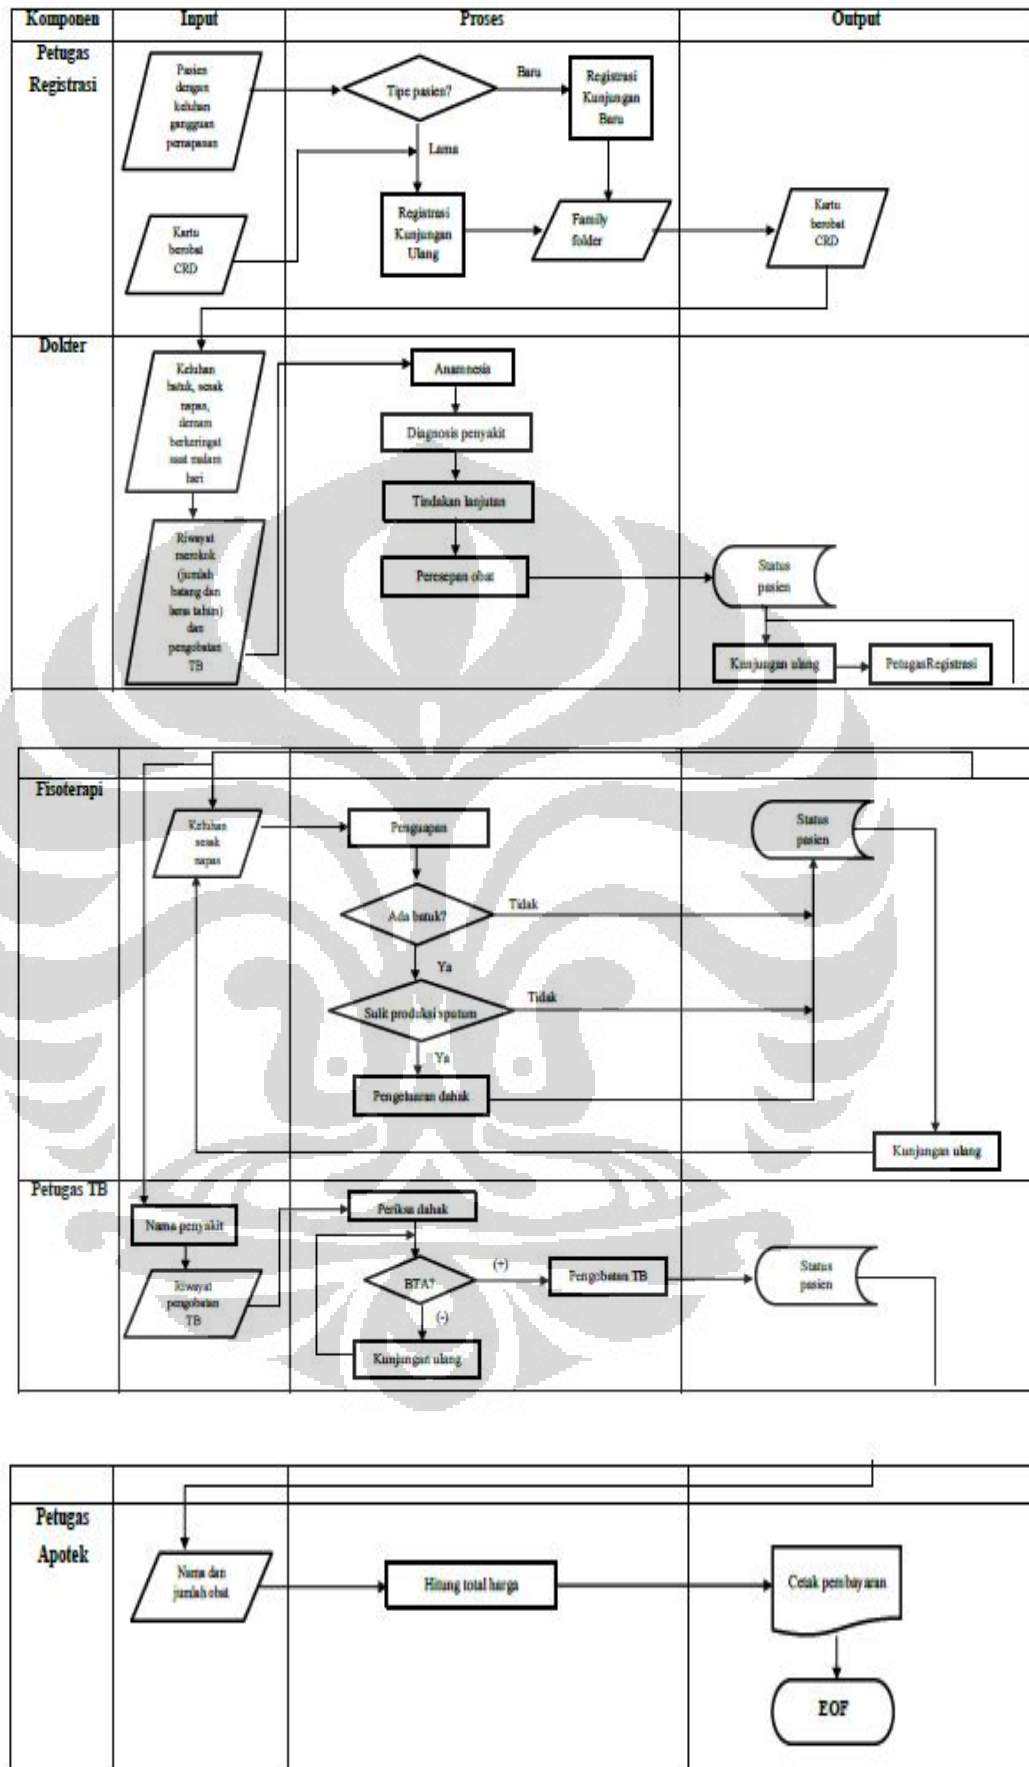 Komponen
Input
Proses
Output
Petugas
Registrasi
Pasien
dengan
keluhan
gangguan
pernapasan
Tipe pasien?
Baru
Registrasi
Kunjungan
Baru
Lama
Kartu
berobat
CRD
Registrasi
Kunjungan
Ulang
Family
folder
Kartu
berobat
CRD
Dokter
Keluhan
batuk, sesak
napas,
demam
berkeringat
saat malam
hari
Anamnesis
Diagnosis penyakit
Tindakan lanjutan
Riwayat
merokok
(jumlah
batang dan
lama tahun)
dan
pengobatan
TB
Peresepan obat
Status
pasien
Kunjungan ulang
PetugasRegistrasi
Fisoterapi
Keluhan
sesak
napas
Penguapan
Status
pasien
Ada batuk?
Tidak
Ya
Sulit produksi sputum
Tidak
Ya
Pengeluaran dahak
Kunjungan ulang
Petugas TB
Nama penyakit
Periksa dahak
Riwayat
pengobatan
TB
BTA?
(+)
Pengobatan TB
Status
pasien
(-)
Kunjungan ulang
Petugas
Apotek
Nama dan
jumlah obat
Hitung total harga
Cetak pembayaran
EOF